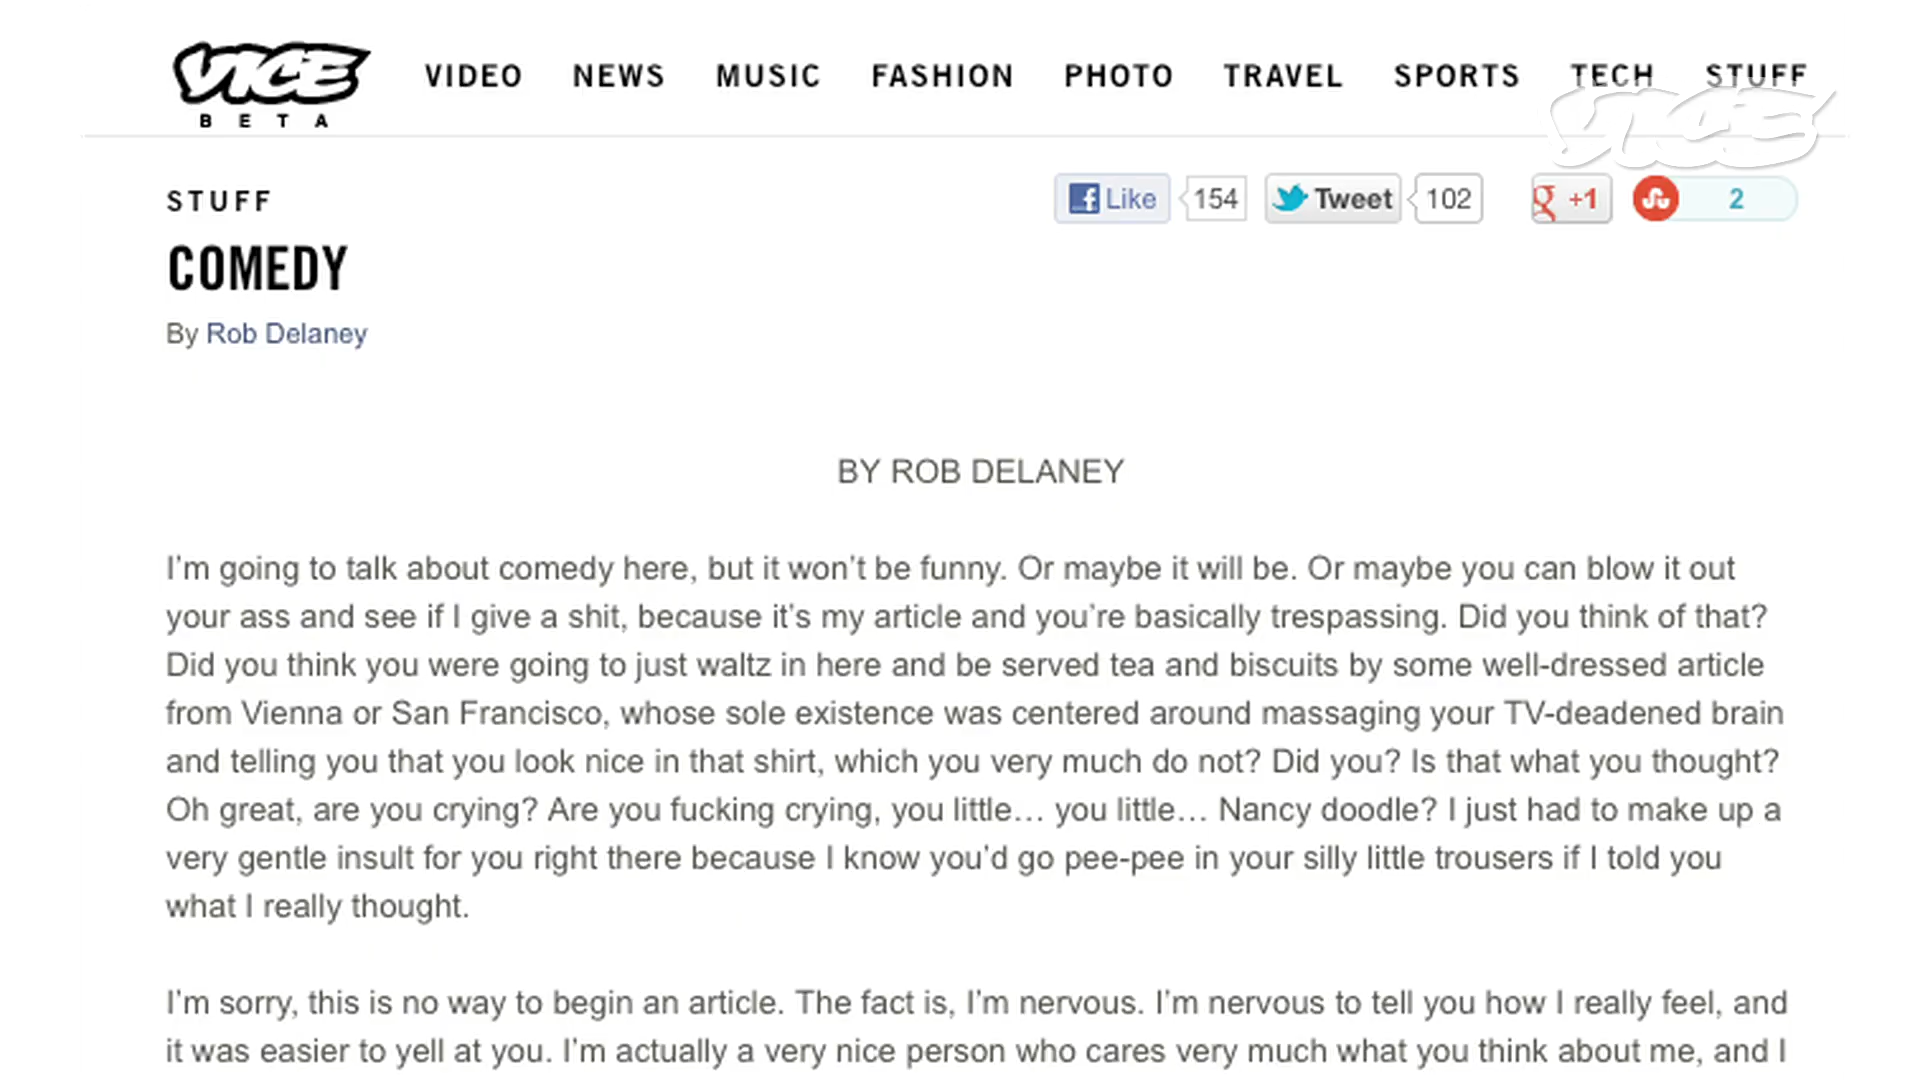 VICE
BETA
VIDEO NEWS MUSIC FASHION PHOTO TRAVEL SPORTS TECH STUFF
VICE
STUFF
Like 154 Tweet 102 g +1 2
COMEDY
By Rob Delaney
BY ROB DELANEY
I’m going to talk about comedy here, but it won’t be funny. Or maybe it will be. Or maybe you can blow it out
your ass and see if I give a shit, because it’s my article and you’re basically trespassing. Did you think of that?
Did you think you were going to just waltz in here and be served tea and biscuits by some well-dressed article
from Vienna or San Francisco, whose sole existence was centered around massaging your TV-deadened brain
and telling you that you look nice in that shirt, which you very much do not? Did you? Is that what you thought?
Oh great, are you crying? Are you fucking crying, you little… you little… Nancy doodle? I just had to make up a
very gentle insult for you right there because I know you’d go pee-pee in your silly little trousers if I told you
what I really thought.
I’m sorry, this is no way to begin an article. The fact is, I’m nervous. I’m nervous to tell you how I really feel, and
it was easier to yell at you. I’m actually a very nice person who cares very much what you think about me, and I